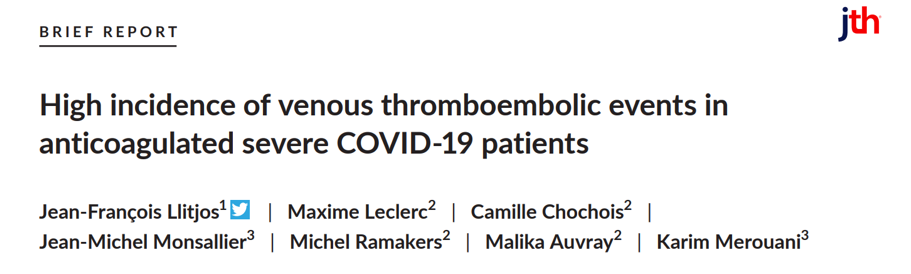 BRIEF REPORT
jth
High incidence of venous thromboembolic events in
anticoagulated severe COVID-19 patients
Jean-François Llitjos1 | Maxime Leclerc2 | Camille Chochois2 |
Jean-Michel Monsallier3 | Michel Ramakers2 | Malika Auvray2 | Karim Merouani3